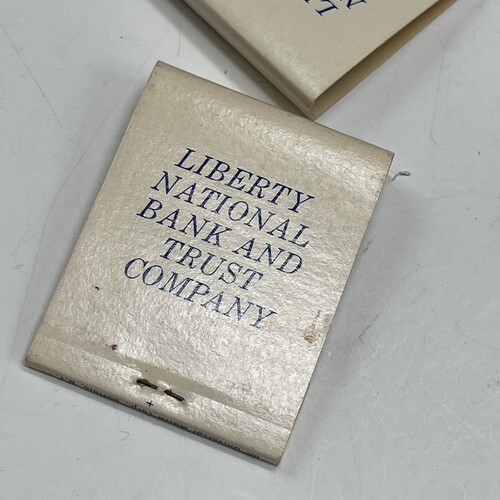 LIBERTY
NATIONAL
BANK AND
TRUST
COMPANY